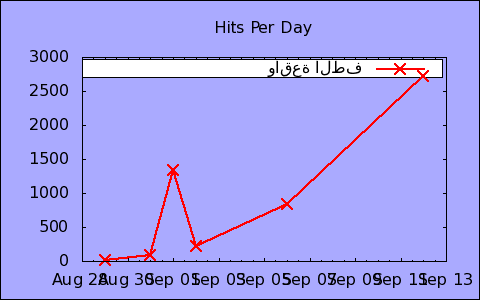 Hits Per Day
واقعة الطف
3000
2500
2000
1500
1000
500
0
Aug 28 Aug 30 Sep 01 Sep 03 Sep 05 Sep 07 Sep 09 Sep 11 Sep 13